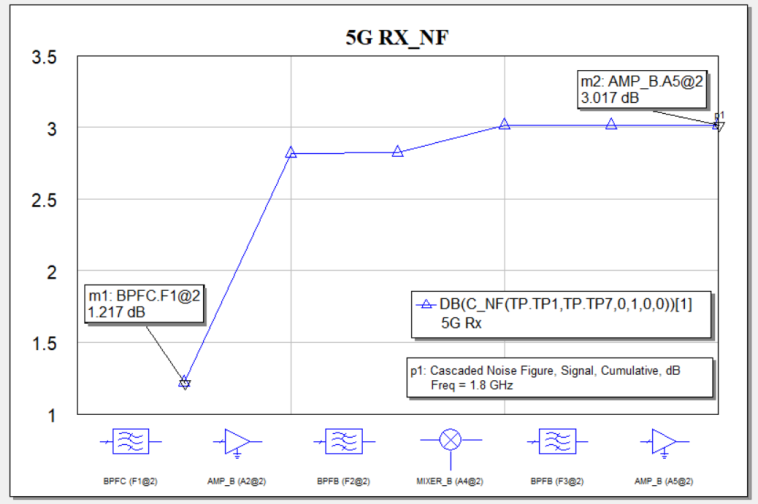 5G RX_NF
3.5
3
2.5
2
1.5
1
m2: AMP_B.A5@2
3.017 dB
p1
m1: BPFC.F1@2
1.217 dB
DB(C_NF(TP.TP1,TP.TP7,0,1,0,0))[1]
5G Rx
p1: Cascaded Noise Figure, Signal, Cumulative, dB
Freq = 1.8 GHz
BPFC (F1@2)
AMP_B (A2@2)
BPFB (F2@2)
MIXER_B (A4@2)
BPFB (F3@2)
AMP_B (A5@2)